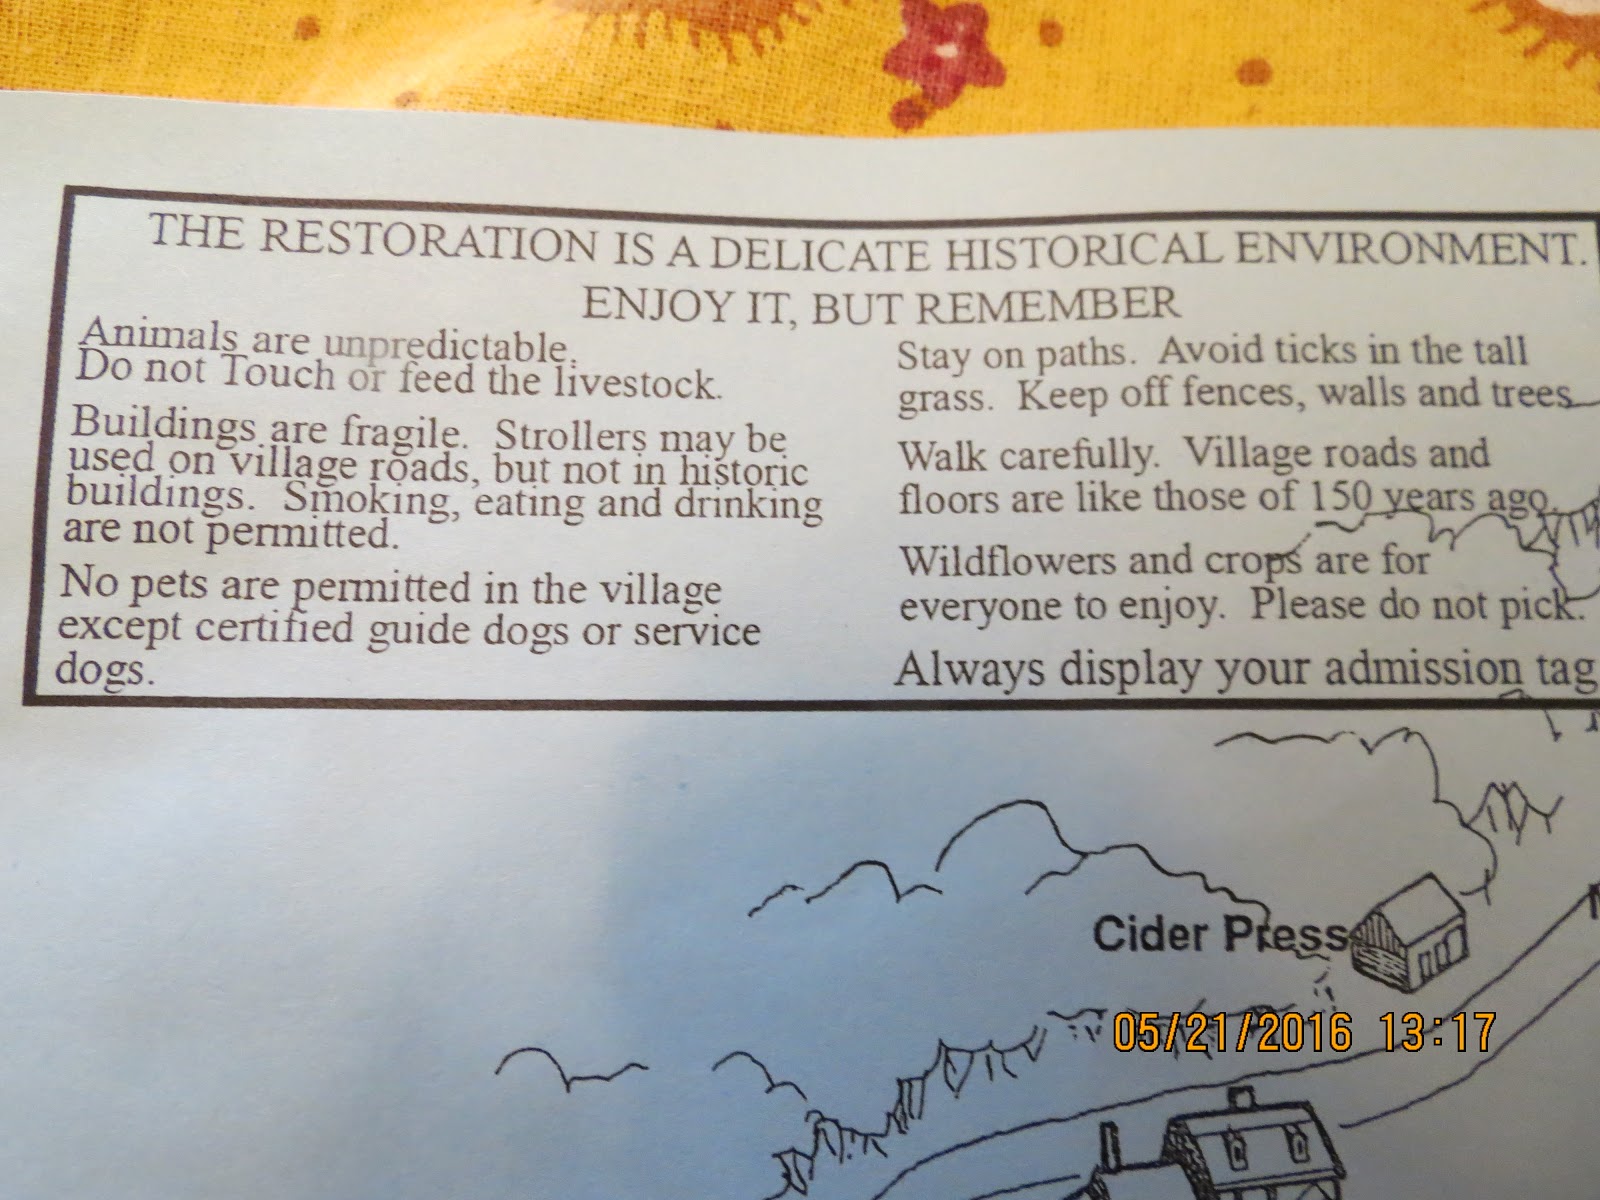 THE RESTORATION IS A DELICATE HISTORICAL ENVIRONMENT.
ENJOY IT, BUT REMEMBER
Animals are unpredictable.
Do not Touch or feed the livestock.
Buildings are fragile. Strollers may be
used on village roads, but not in historic
buildings. Smoking, eating and drinking
are not permitted.
No pets are permitted in the village
except certified guide dogs or service
dogs.
Stay on paths. Avoid ticks in the tall
grass. Keep off fences, walls and trees
Walk carefully. Village roads and
floors are like those of 150 years ago.
Wildflowers and crops are for
everyone to enjoy. Please do not pick.
Always display your admission tag
Cider Press
05/21/2016 13:17